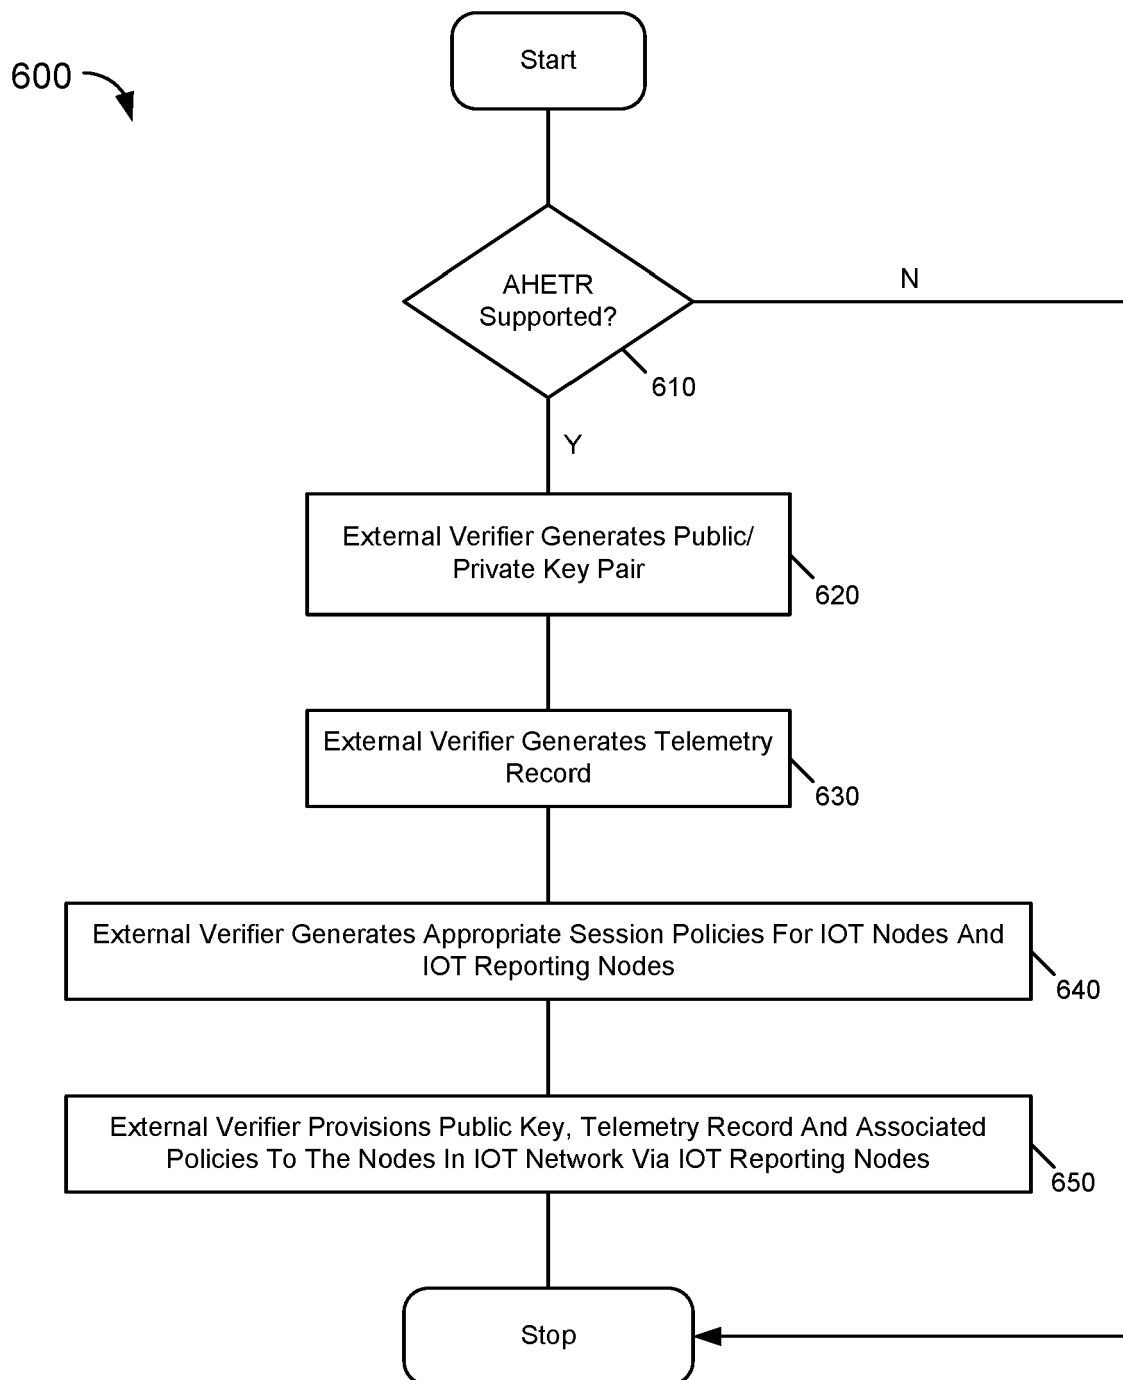 Start
600
AHETR
Supported?
N
610
Y
External Verifier Generates Public/
Private Key Pair
620
External Verifier Generates Telemetry
Record
630
External Verifier Generates Appropriate Session Policies For IOT Nodes And
IOT Reporting Nodes
640
External Verifier Provisions Public Key, Telemetry Record And Associated
Policies To The Nodes In IOT Network Via IOT Reporting Nodes
650
Stop